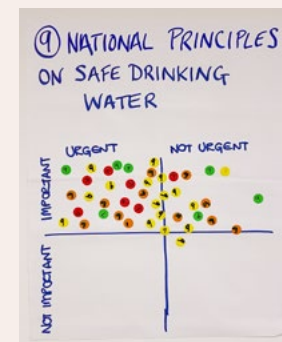 ⑨ NATIONAL PRINCIPLES
ON SAFE DRINKING
WATER
URGENT NOT URGENT
IMPORTANT
NOT IMPORTANT